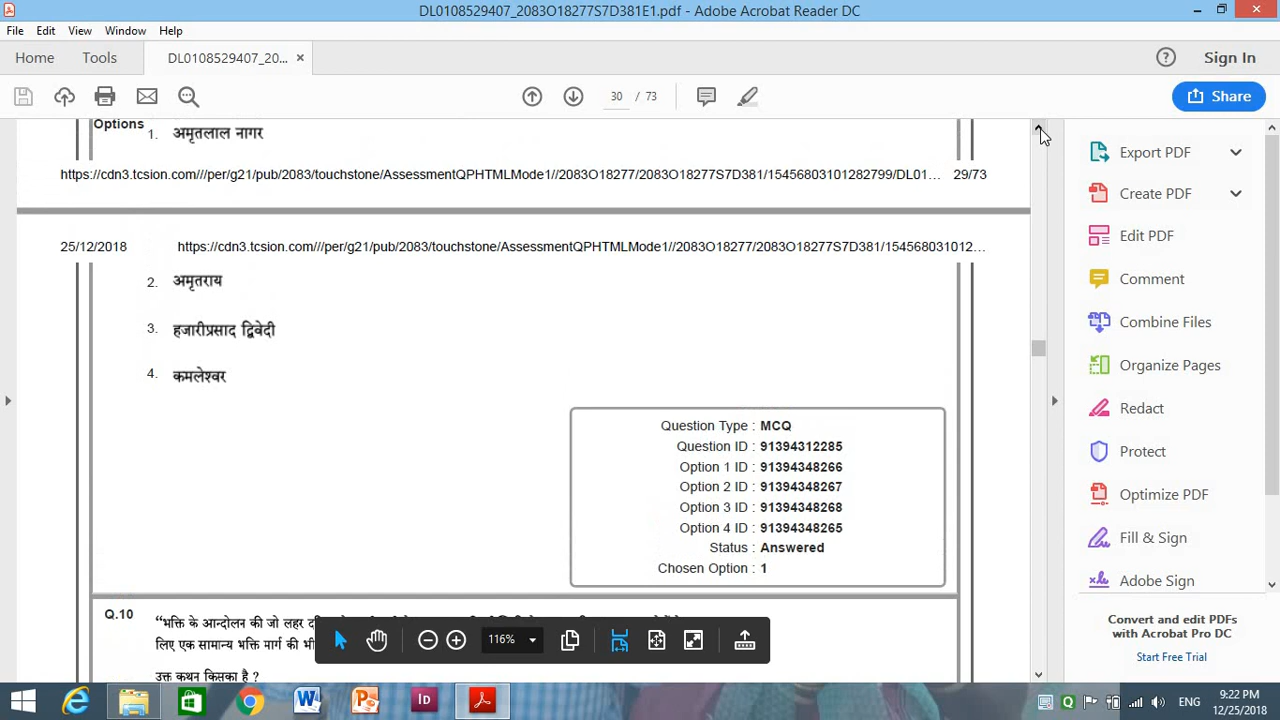 DL0108529407_2083O18277S7D381E1.pdf - Adobe Acrobat Reader DC
File Edit View Window Help
Home Tools DL0108529407_20... Sign In
30 / 73 Share
Options 1. अमृतलाल नागर
https://cdn3.tcsion.com///per/g21/pub/2083/touchstone/AssessmentQPHTMLMode1//2083O18277/2083O18277S7D381/15456803101282799/DL01… 29/73
25/12/2018 https://cdn3.tcsion.com///per/g21/pub/2083/touchstone/AssessmentQPHTMLMode1//2083O18277/2083O18277S7D381/154568031012…
2. अमृतराय
3. हजारीप्रसाद द्विवेदी
4. कमलेश्वर
Question Type : MCQ
Question ID : 91394312285
Option 1 ID : 91394348266
Option 2 ID : 91394348267
Option 3 ID : 91394348268
Option 4 ID : 91394348265
Status : Answered
Chosen Option : 1
Q.10 “भक्ति के आन्दोलन की जो लहर
लिए एक सामान्य भक्ति मार्ग की
उक्त कथन किसका है ?
116%
Export PDF
Create PDF
Edit PDF
Comment
Combine Files
Organize Pages
Redact
Protect
Optimize PDF
Fill & Sign
Adobe Sign
Convert and edit PDFs
with Acrobat Pro DC
Start Free Trial
ENG
9:22 PM
12/25/2018